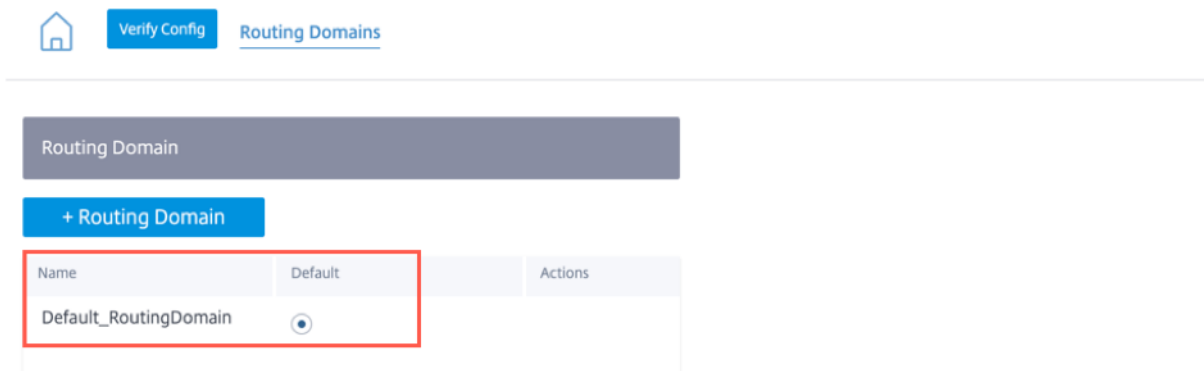 Verify Config Routing Domains
Routing Domain
+ Routing Domain
Name Default Actions
Default_RoutingDomain